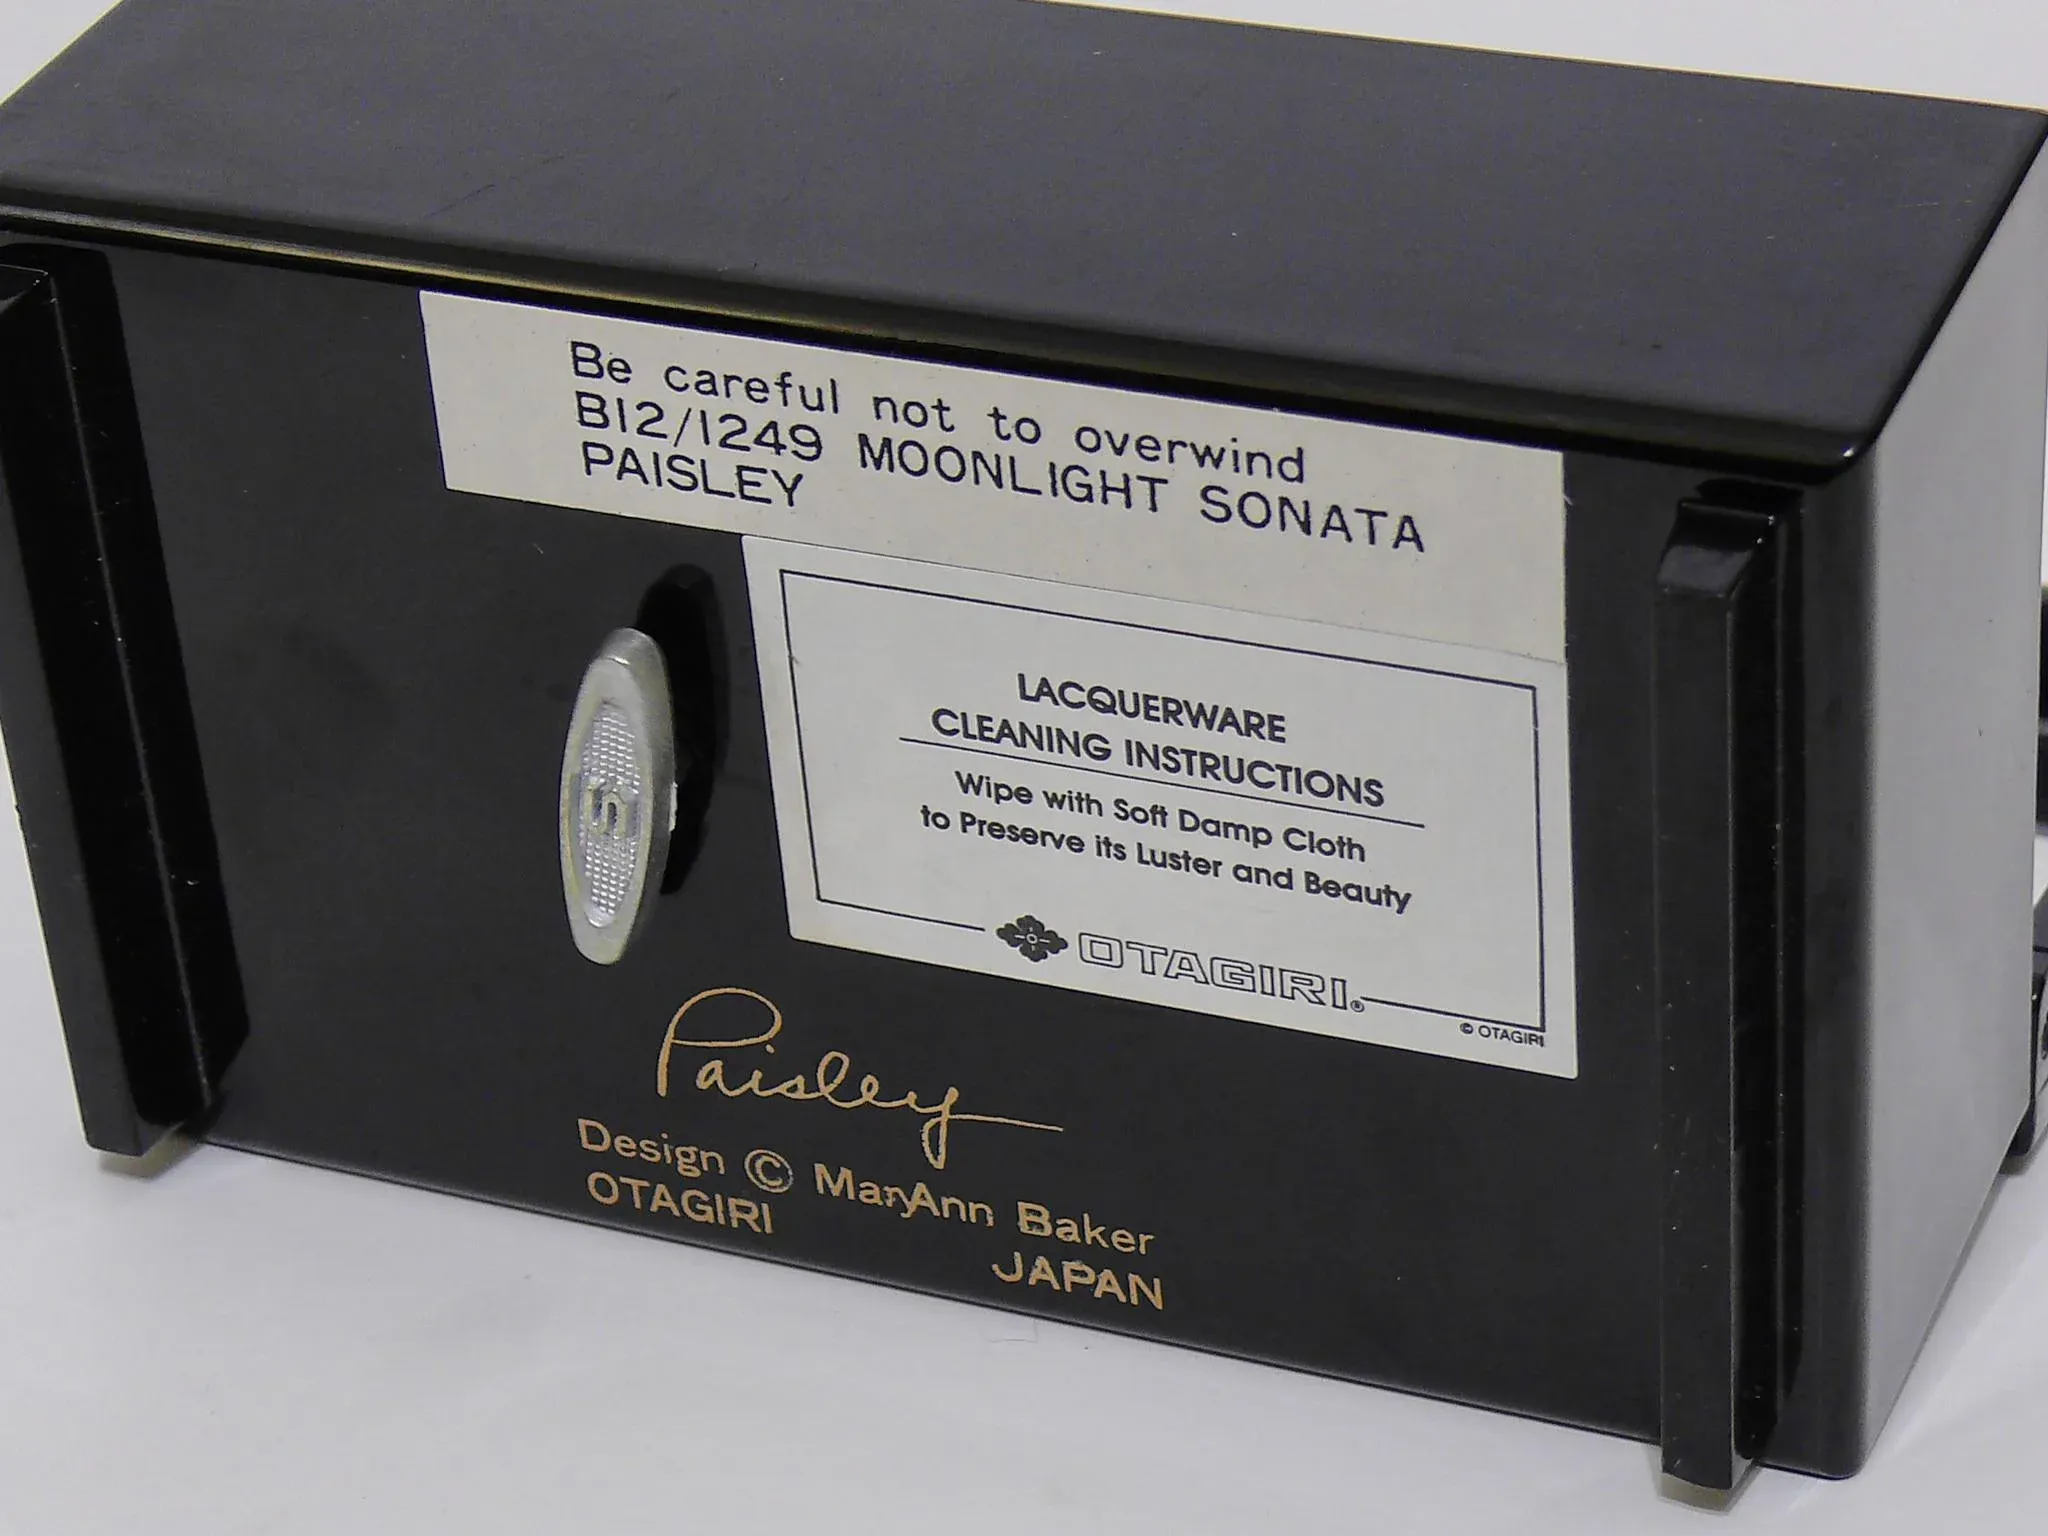 Be careful not to overwind
B12/1249 MOONLIGHT SONATA
PAISLEY
LACQUERWARE
CLEANING INSTRUCTIONS
Wipe with Soft Damp Cloth
to Preserve its Luster and Beauty
OTAGIRI®
© OTAGIRI
S
Paisley
Design © MaryAnn Baker
OTAGIRI
JAPAN